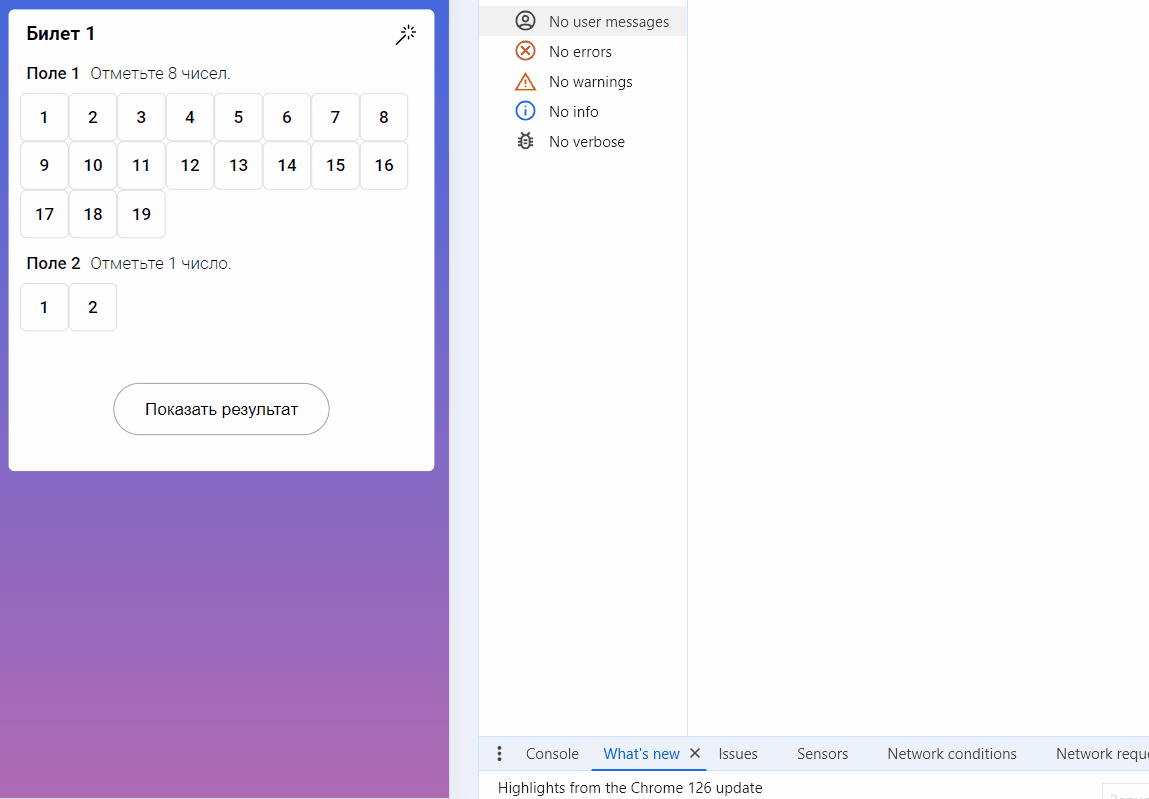 Билет 1
Поле 1 Отметьте 8 чисел.
1 2 3 4 5 6 7 8
9 10 11 12 13 14 15 16
17 18 19
Поле 2 Отметьте 1 число.
1 2
Показать результат
No user messages
No errors
No warnings
No info
No verbose
Console What's new Issues Sensors Network conditions Network reque
Highlights from the Chrome 126 update